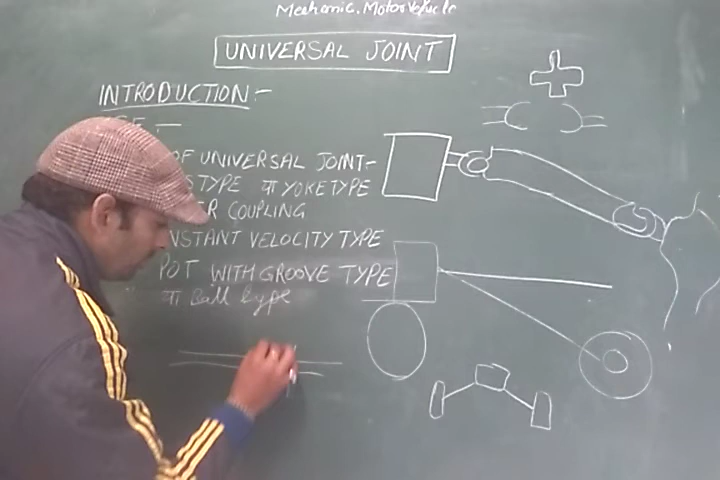 Mechanic. Motor Vehicle
UNIVERSAL JOINT
INTRODUCTION :-
OF UNIVERSAL JOINT:-
TYPE या YOKE TYPE
COUPLING
NSTANT VELOCITY TYPE
POT WITH GROOVE TYPE
या Ball type